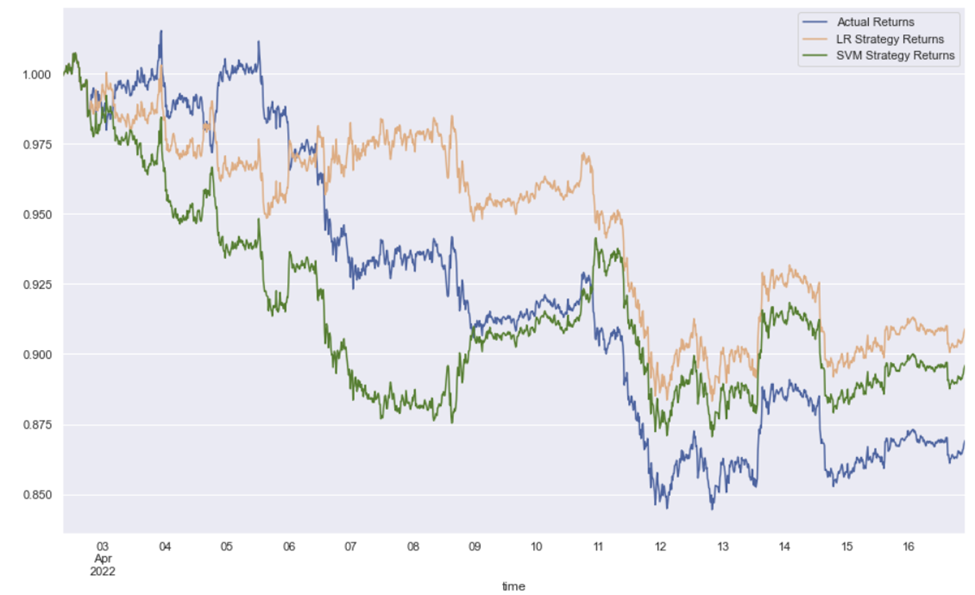 Actual Returns
LR Strategy Returns
SVM Strategy Returns
1.000
0.975
0.950
0.925
0.900
0.875
0.850
03 04 05 06 07 08 09 10 11 12 13 14 15 16
Apr
2022
time